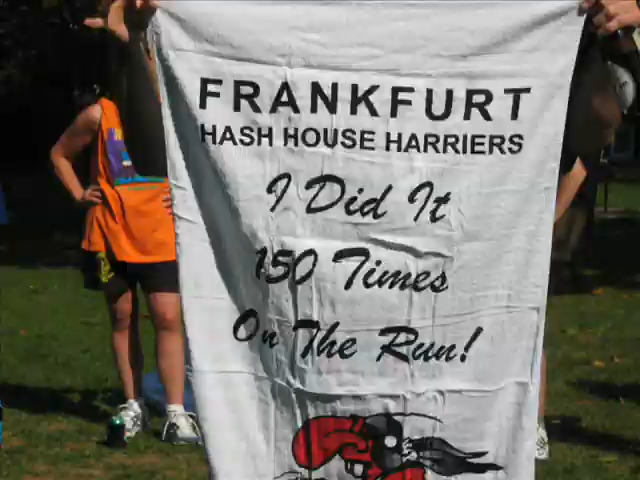 FRANKFURT
HASH HOUSE HARRIERS
I Did It
150 Times
On The Run!